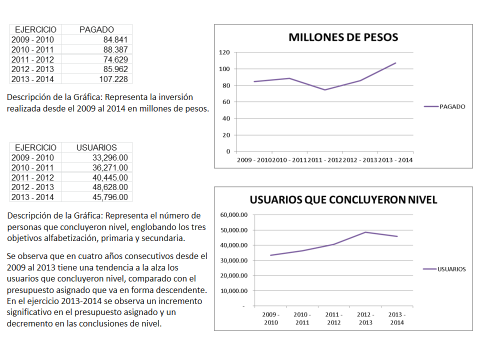 EJERCICIO PAGADO
2009 - 2010 84.841
2010 - 2011 88.387
2011 - 2012 74.629
2012 - 2013 85.962
2013 - 2014 107.228
Descripción de la Gráfica: Representa la inversión
realizada desde el 2009 al 2014 en millones de pesos.
MILLONES DE PESOS
120
100
80
60
40
20
0
2009 - 2010 2010 - 2011 2011 - 2012 2012 - 2013 2013 - 2014
PAGADO
EJERCICIO USUARIOS
2009 - 2010 33,296.00
2010 - 2011 36,271.00
2011 - 2012 40,445.00
2012 - 2013 48,628.00
2013 - 2014 45,796.00
Descripción de la Gráfica: Representa el número de
personas que concluyeron nivel, englobando los tres
objetivos alfabetización, primaria y secundaria.
Se observa que en cuatro años consecutivos desde el
2009 al 2013 tiene una tendencia a la alza los
usuarios que concluyeron nivel, comparado con el
presupuesto asignado que va en forma descendente.
En el ejercicio 2013-2014 se observa un incremento
significativo en el presupuesto asignado y un
decremento en las conclusiones de nivel.
USUARIOS QUE CONCLUYERON NIVEL
60,000.00
50,000.00
40,000.00
30,000.00
20,000.00
10,000.00
-
2009 - 2010 - 2011 - 2012 - 2013 -
2010 2011 2012 2013 2014
USUARIOS